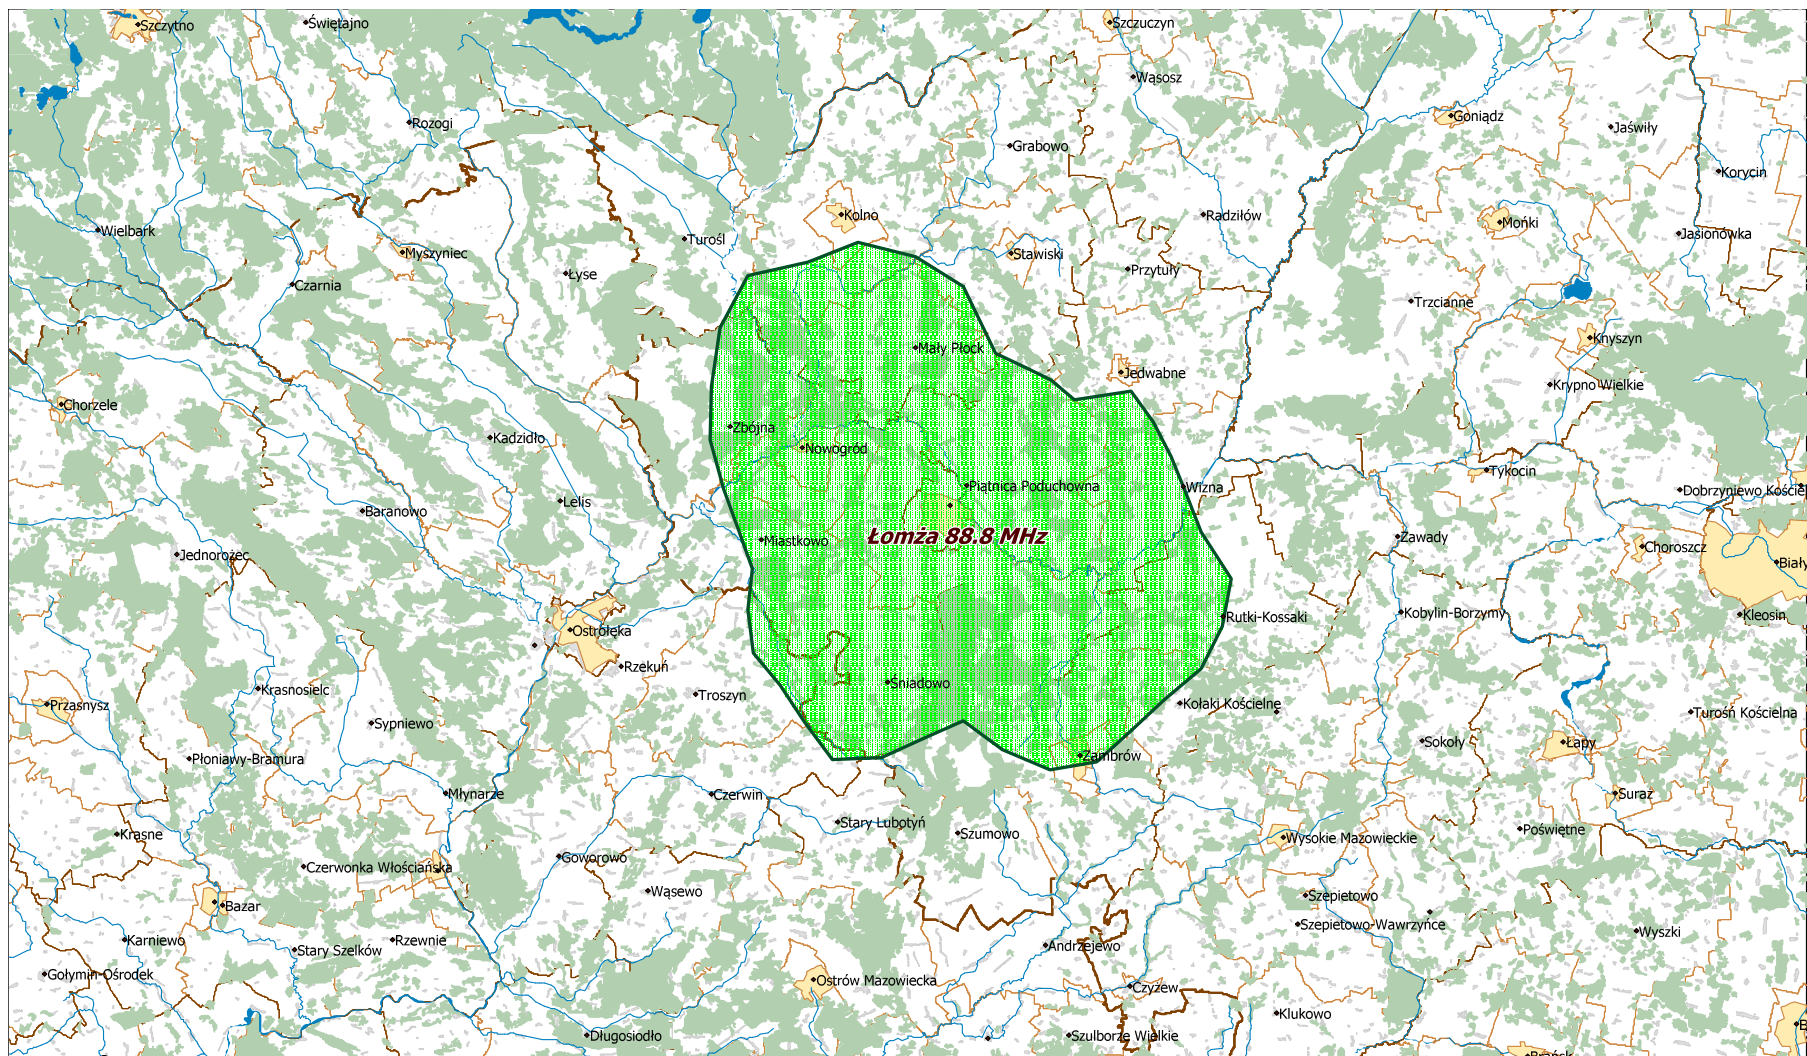 Szczytno
Świętajno
Szczuczyn
Wąsosz
Rozogi
Goniądz
Jaświły
Grabowo
Korycin
Kolno
Radziłów
Mońki
Wielbark
Turośl
Jasionówka
Myszyniec
Stawiski
Łyse
Przytuły
Czarnia
Trzcianne
Knyszyn
Mały Płock
Jedwabne
Krypno Wielkie
Chorzele
Zbójna
Kadzidło
Nowogród
Tykocin
Piątnica Poduchowna
Wizna
Dobrzyniewo Kościel
Lelis
Baranowo
Łomża 88.8 MHz
Miastkowo
Zawady
Jednorożec
Choroszcz
Biały
Kobylin-Borzymy
Kleosin
Rutki-Kossaki
Ostrołęka
Rzekuń
Śniadowo
Krasnosielc
Troszyn
Kołaki Kościelne
Przasnysz
Turośń Kościelna
Sypniewo
Sokoły
Łapy
Płoniawy-Bramura
Zambrów
Młynarze
Czerwin
Suraż
Stary Lubotyń
Szumowo
Poświętne
Krasne
Wysokie Mazowieckie
Goworowo
Czerwonka Włościańska
Wąsewo
Szepietowo
Bazar
Szepietowo-Wawrzyńce
Wyszki
Karniewo
Rzewnie
Stary Szelków
Andrzejewo
Gołymin-Ośrodek
Ostrów Mazowiecka
Czyżew
Klukowo
Długosiodło
Szulborze Wielkie
B
Brańsk